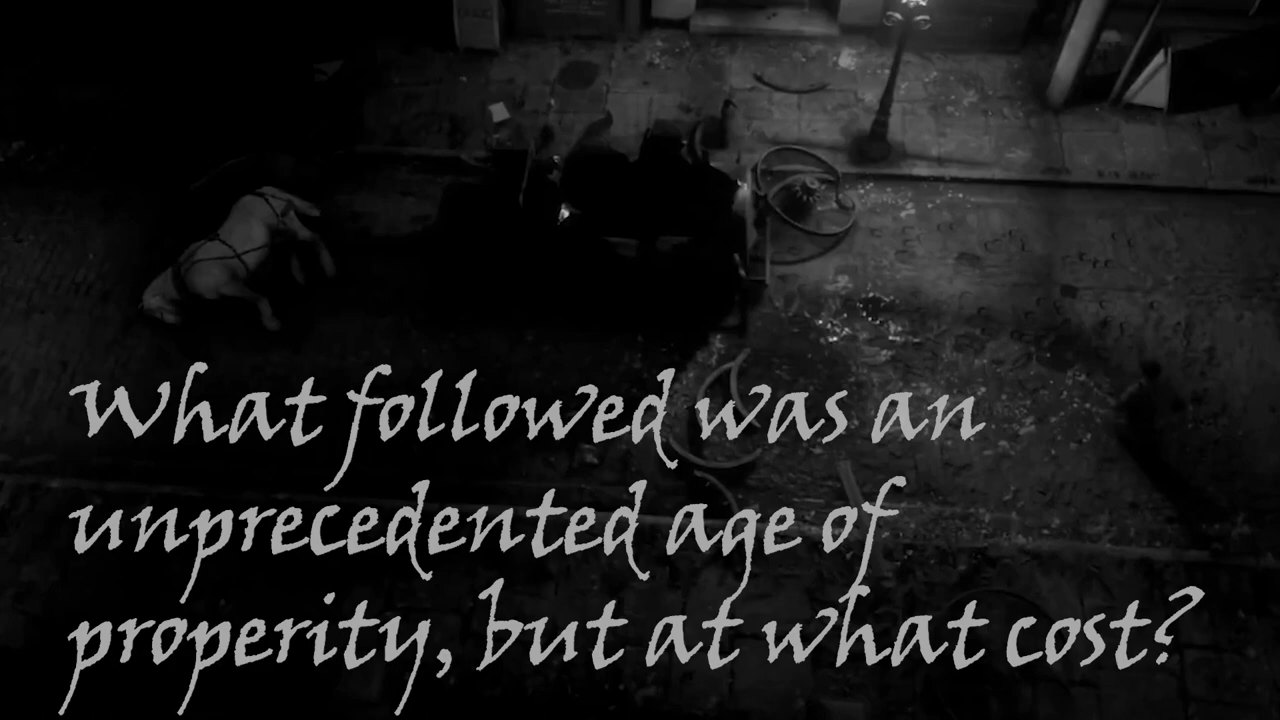 What followed was an
unprecedented age of
properity, but at what cost?